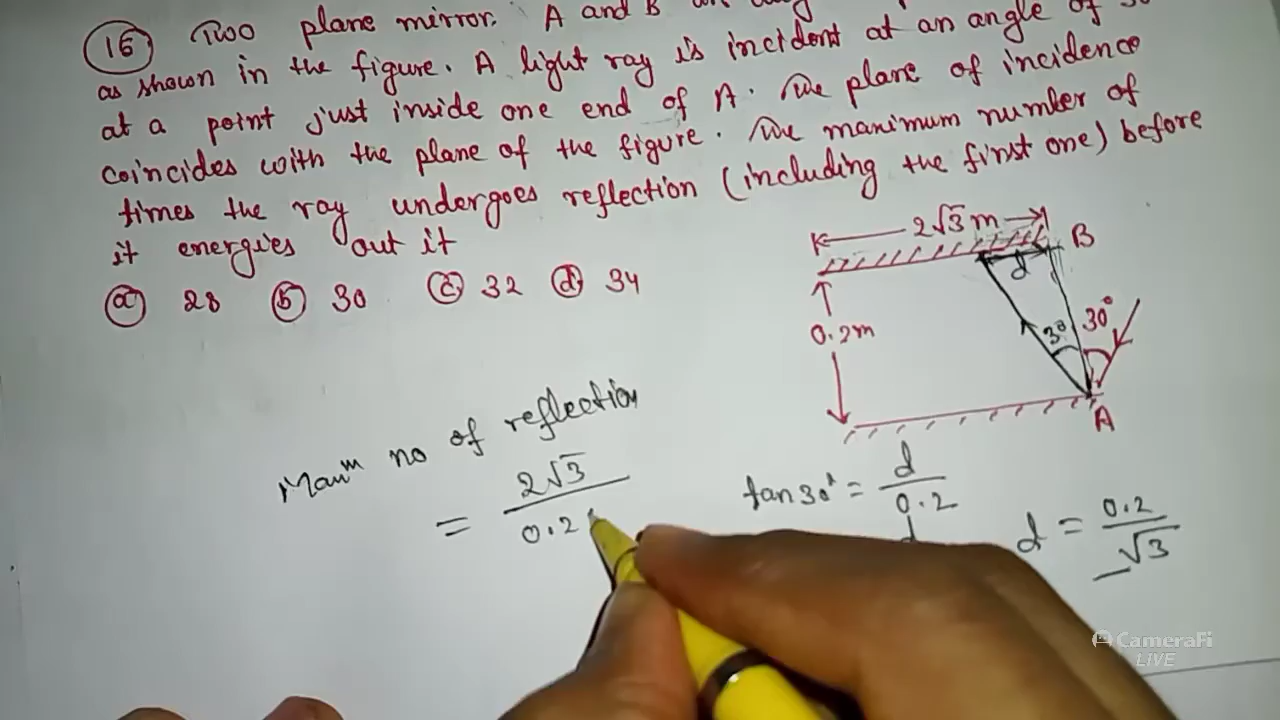 16 Two plane mirror. A and B
as shown in the figure. A light ray is incident at an angle of 30
at a point just inside one end of A. The plane of incidence
coincides with the plane of the figure. The maximum number of
times the ray undergoes reflection (including the first one) before
it energies out it
(a) 28 (b) 30 (c) 32 (d) 34
2√3 m
B
d
0.2m
30°
30°
A
Maxm no of reflection
= 2√3 / 0.2
tan 30° = d / 0.2
d = 0.2 / √3
CameraFi
LIVE